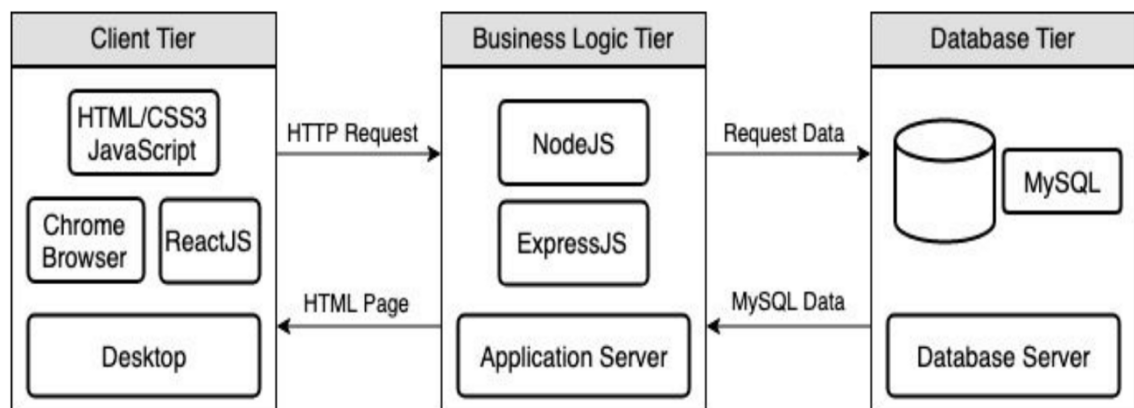 Client Tier
HTML/CSS3
JavaScript
Chrome
Browser
ReactJS
Desktop
HTTP Request
HTML Page
Business Logic Tier
NodeJS
ExpressJS
Application Server
Request Data
MySQL Data
Database Tier
MySQL
Database Server